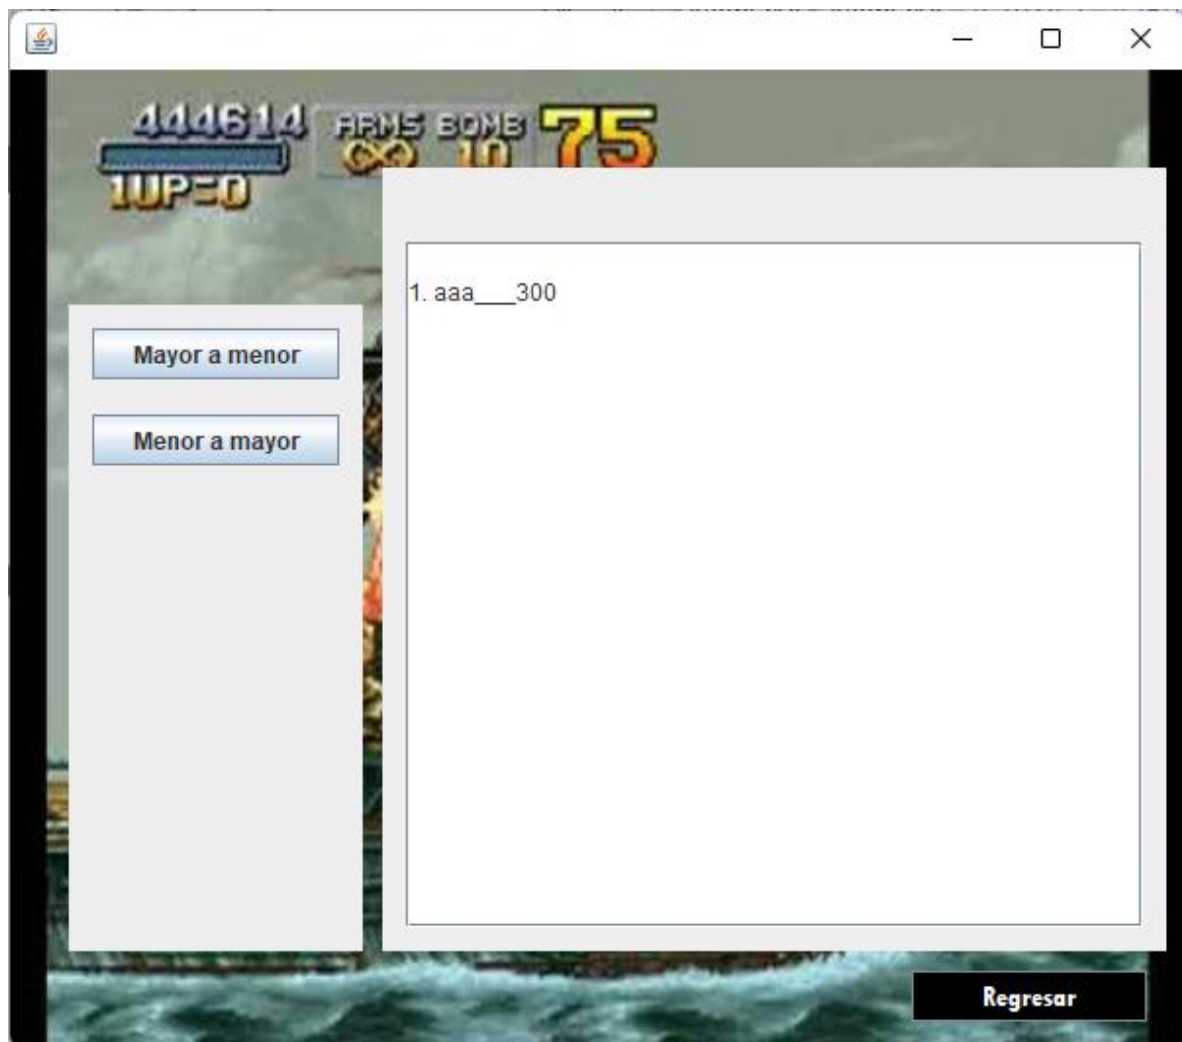 444614 ARMS BOMB 75
∞ 10
1UP=0
1. aaa___300
Mayor a menor
Menor a mayor
Regresar